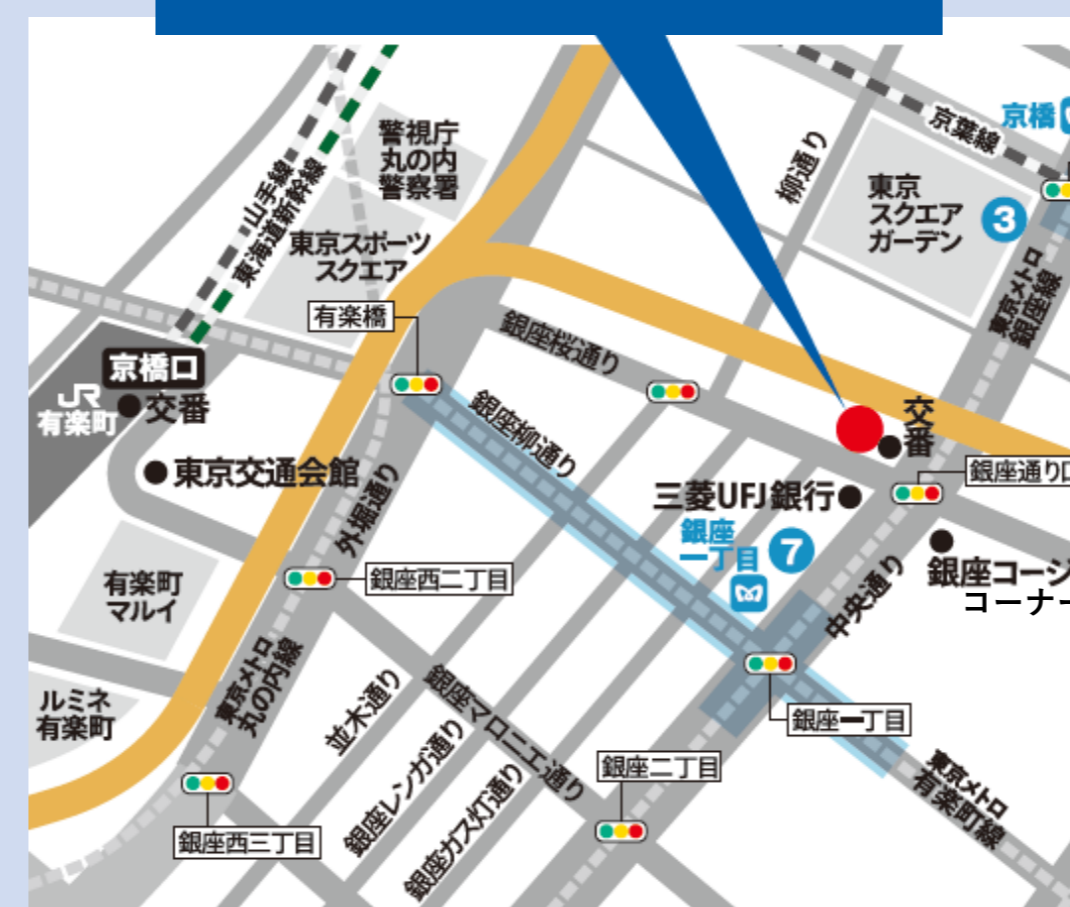 警視庁
丸の内
警察署
柳通り
京葉線
京橋
東京
スクエア
ガーデン
3
山手線
東海道新幹線
東京スポーツ
スクエア
東京メトロ
銀座線
有楽橋
銀座桜通り
京橋口
JR
有楽町
交番
銀座柳通り
交番
東京交通会館
外堀通り
銀座通り口
三菱UFJ銀行
銀座
一丁目
7
銀座コージ
コーナー
中央通り
有楽町
マルイ
銀座西二丁目
東京メトロ
丸の内線
並木通り
銀座マロニエ通り
ルミネ
有楽町
銀座一丁目
銀座レンガ通り
銀座ガス灯通り
銀座二丁目
東京メトロ
有楽町線
銀座西三丁目